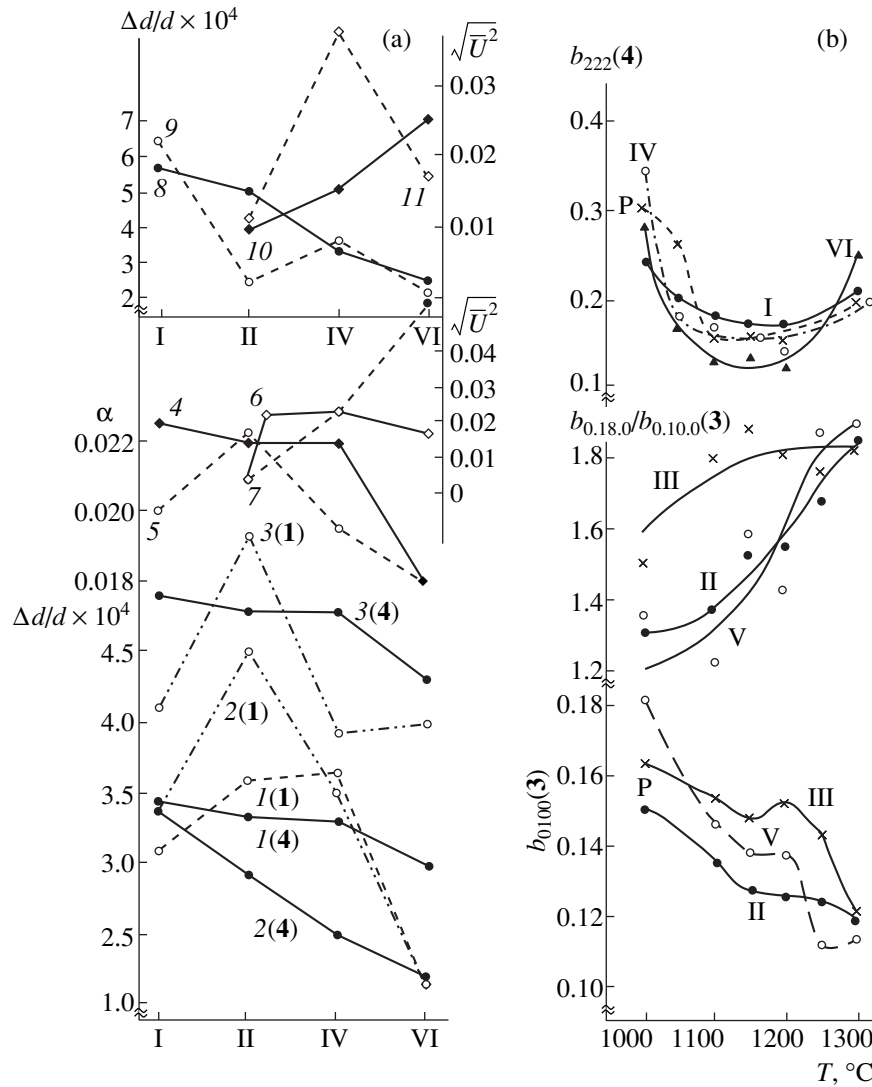 Δd/d × 10⁴
(a)
√U̅²
0.03
0.02
0.01
0
7
6
5
4
3
2
9
8
10
11
I II IV VI
√U̅²
0.04
0.03
0.02
0.01
0
α
0.022
0.020
0.018
4
5
6
7
Δd/d × 10⁴
4.5
4.0
3.5
3.0
2.5
1.0
3(1)
3(4)
2(1)
1(1)
1(4)
2(4)
I II IV VI
b₂₂₂(4)
(b)
0.4
0.3
0.2
0.1
IV
P
VI
I
b₀.₁₈.₀/b₀.₁₀.₀(3)
1.8
1.6
1.4
1.2
III
II
V
b₀₁₀₀(3)
0.18
0.16
0.14
0.12
0.10
P
III
V
II
1000 1100 1200 1300
T, °C